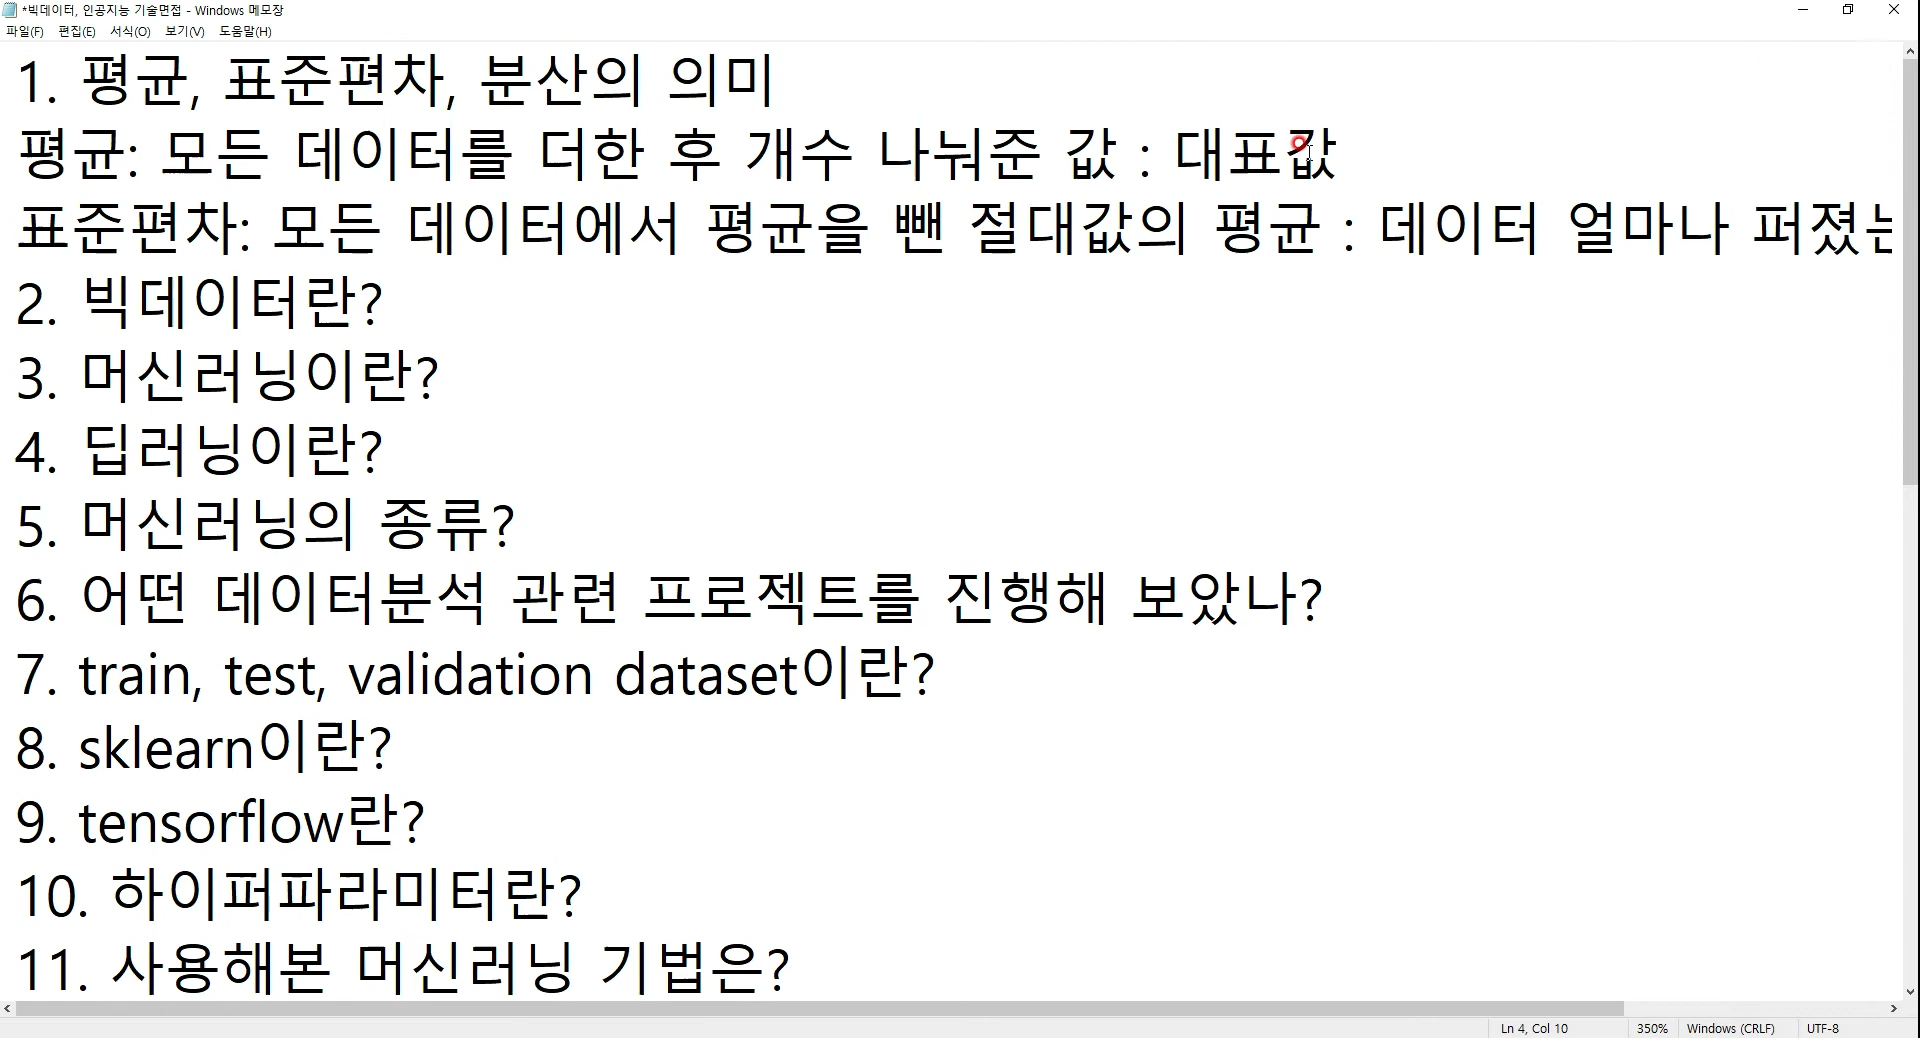 *빅데이터, 인공지능 기술면접 - Windows 메모장
파일(F) 편집(E) 서식(O) 보기(V) 도움말(H)
1. 평균, 표준편차, 분산의 의미
평균: 모든 데이터를 더한 후 개수 나눠준 값 : 대표값
표준편차: 모든 데이터에서 평균을 뺀 절대값의 평균 : 데이터 얼마나 퍼졌는
2. 빅데이터란?
3. 머신러닝이란?
4. 딥러닝이란?
5. 머신러닝의 종류?
6. 어떤 데이터분석 관련 프로젝트를 진행해 보았나?
7. train, test, validation dataset이란?
8. sklearn이란?
9. tensorflow란?
10. 하이퍼파라미터란?
11. 사용해본 머신러닝 기법은?
Ln 4, Col 10 350% Windows (CRLF) UTF-8